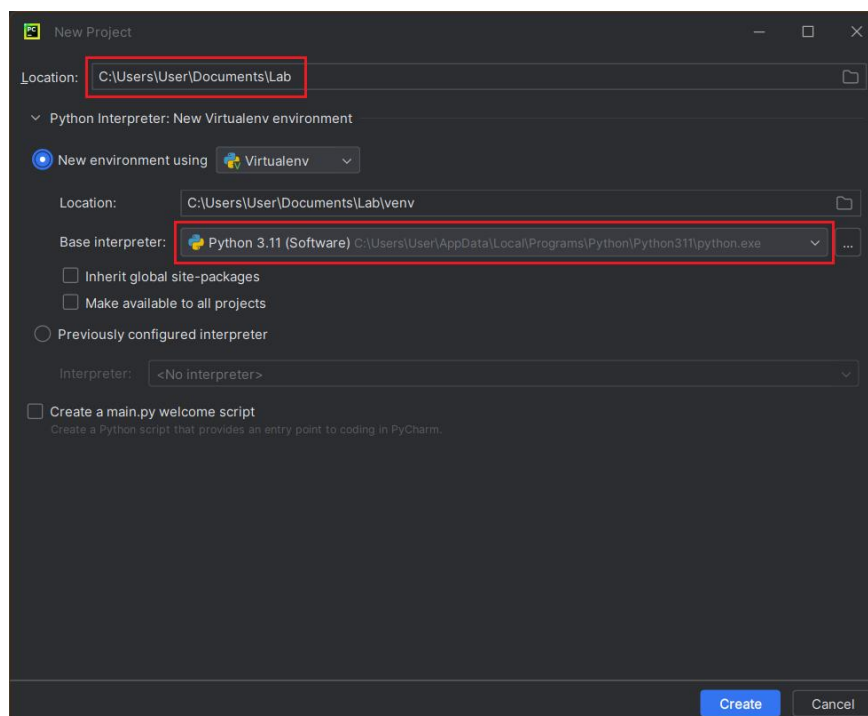 PC
New Project
Location: C:\Users\User\Documents\Lab
Python Interpreter: New Virtualenv environment
New environment using Virtualenv
Location: C:\Users\User\Documents\Lab\venv
Base interpreter: Python 3.11 (Software) C:\Users\User\AppData\Local\Programs\Python\Python311\python.exe ...
Inherit global site-packages
Make available to all projects
Previously configured interpreter
Interpreter: <No interpreter>
Create a main.py welcome script
Create a Python script that provides an entry point to coding in PyCharm.
Create Cancel